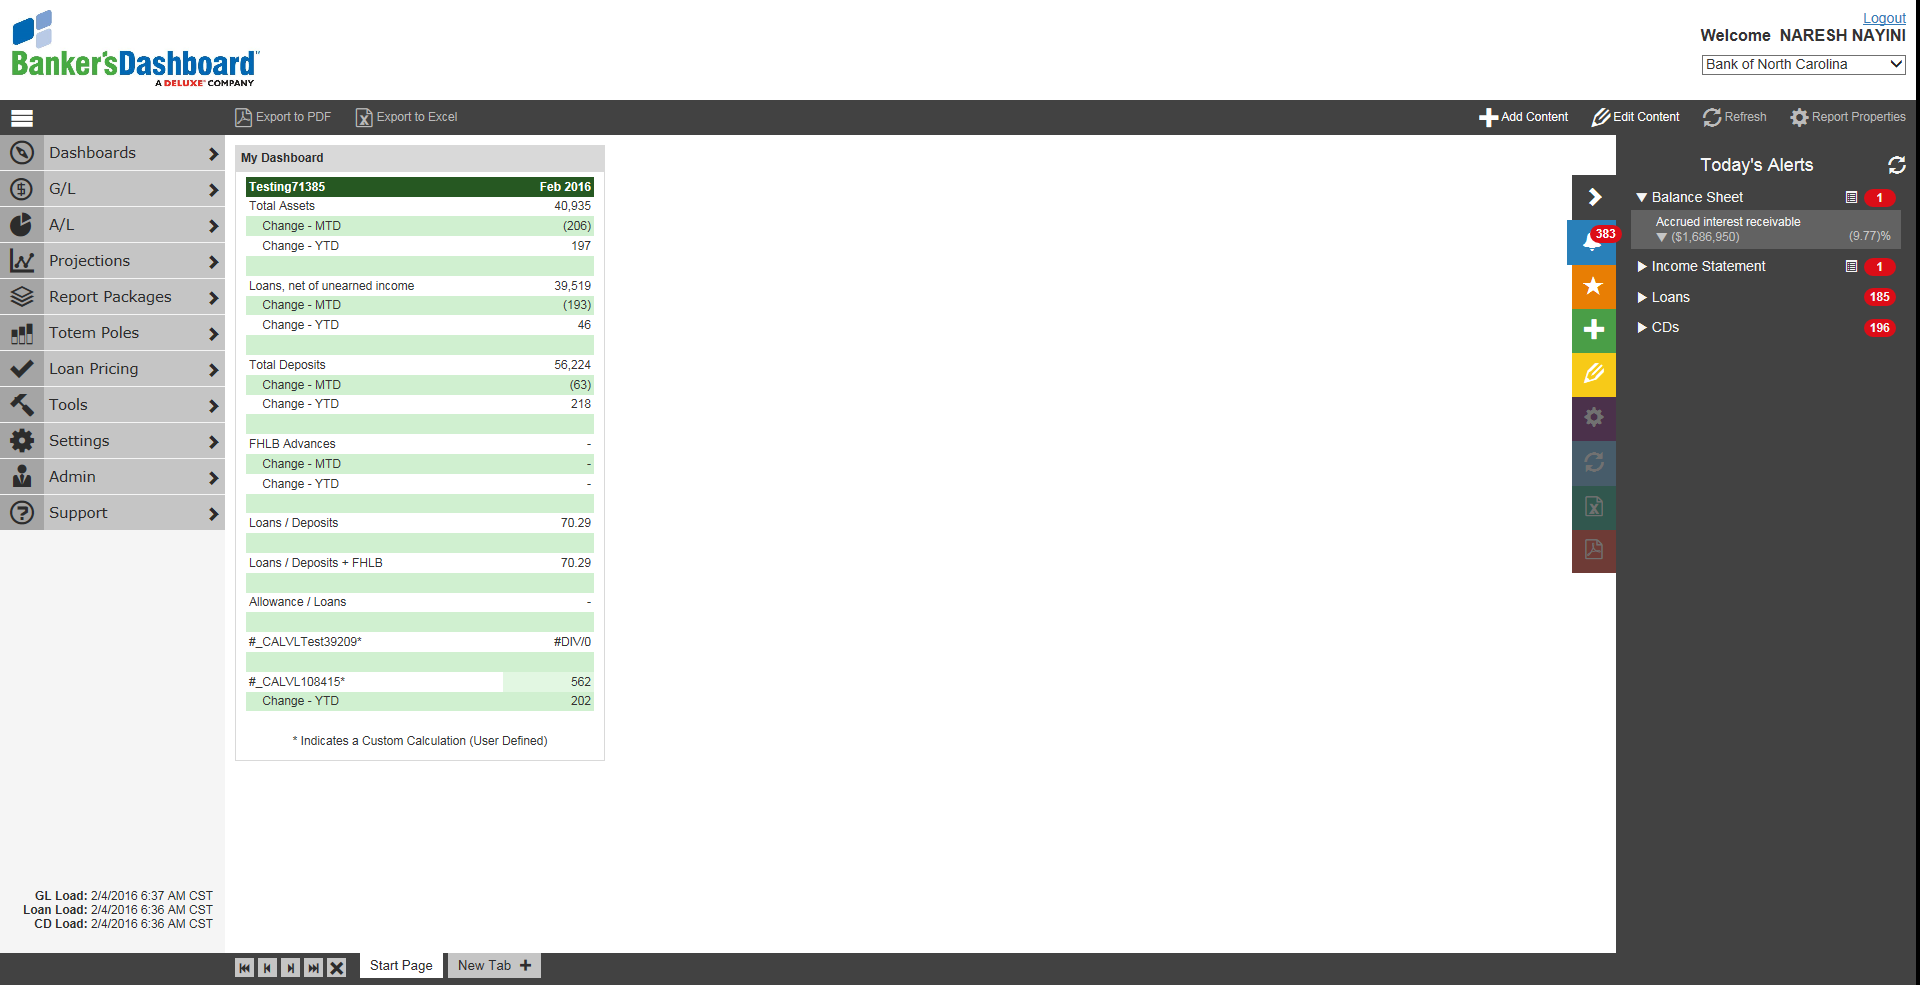 Banker'sDashboard
A DELUXE COMPANY
Logout
Welcome NARESH NAYINI
Bank of North Carolina
Export to PDF
Export to Excel
Add Content
Edit Content
Refresh
Report Properties
Dashboards
G/L
A/L
Projections
Report Packages
Totem Poles
Loan Pricing
Tools
Settings
Admin
Support
GL Load: 2/4/2016 6:37 AM CST
Loan Load: 2/4/2016 6:36 AM CST
CD Load: 2/4/2016 6:36 AM CST
My Dashboard
Testing71385 Feb 2016
Total Assets 40,935
Change - MTD (206)
Change - YTD 197
Loans, net of unearned income 39,519
Change - MTD (193)
Change - YTD 46
Total Deposits 56,224
Change - MTD (63)
Change - YTD 218
FHLB Advances -
Change - MTD -
Change - YTD -
Loans / Deposits 70.29
Loans / Deposits + FHLB 70.29
Allowance / Loans -
#_CALVLTest39209* #DIV/0
#_CALVL108415* 562
Change - YTD 202
* Indicates a Custom Calculation (User Defined)
383
Today's Alerts
Balance Sheet 1
Accrued interest receivable
($1,686,950) (9.77)%
Income Statement 1
Loans 185
CDs 196
Start Page
New Tab